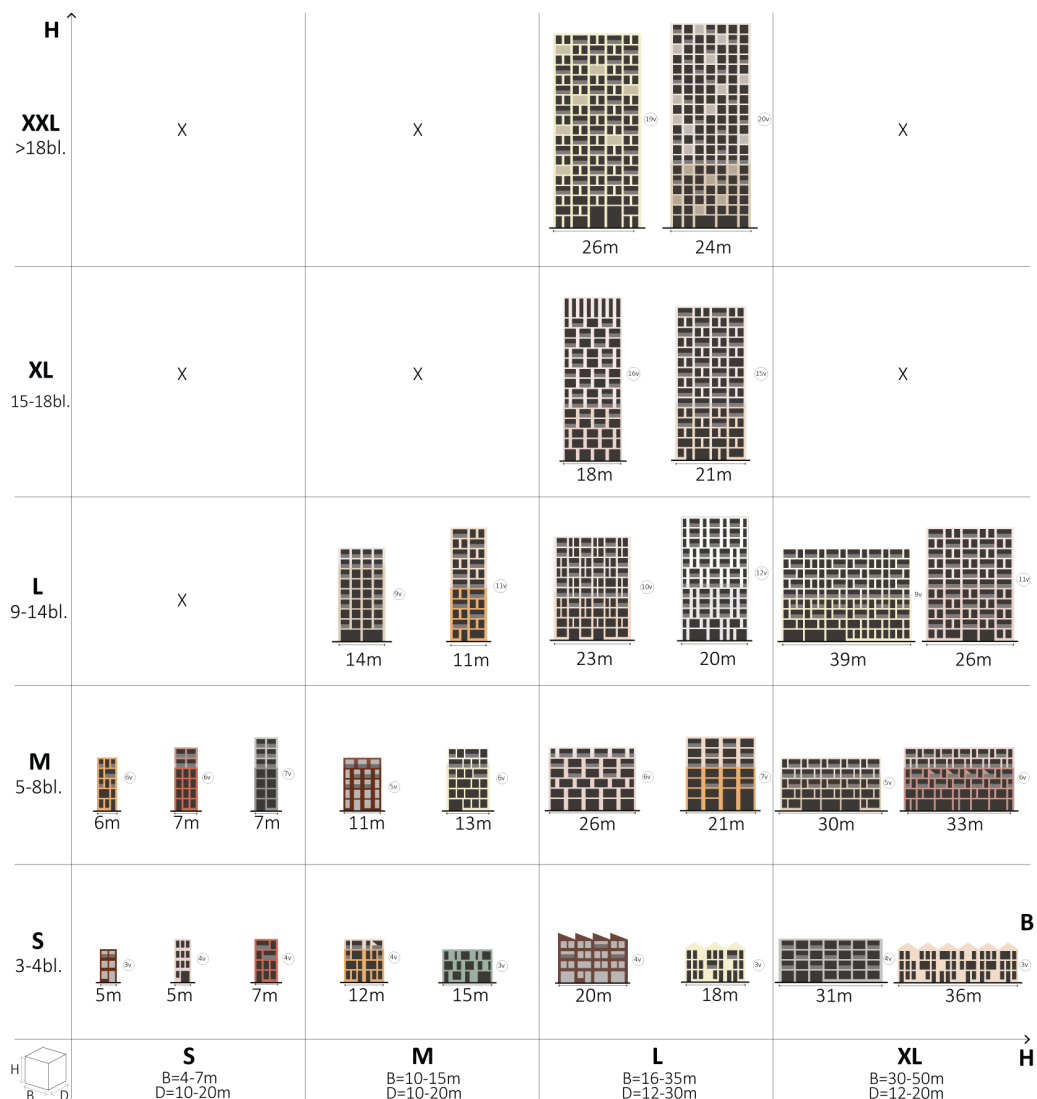 H
XXL
>18bl.
X
X
19v
20v
X
26m
24m
XL
15-18bl.
X
X
16v
15v
X
18m
21m
L
9-14bl.
X
9v
11v
10v
12v
9v
11v
14m
11m
23m
20m
39m
26m
M
5-8bl.
6v
6v
7v
5v
6v
6v
7v
5v
6v
6m
7m
7m
11m
13m
26m
21m
30m
33m
B
S
3-4bl.
3v
4v
4v
4v
3v
4v
3v
4v
3v
5m
5m
7m
12m
15m
20m
18m
31m
36m
H
B
D
S
B=4-7m
D=10-20m
M
B=10-15m
D=10-20m
L
B=16-35m
D=12-30m
XL
B=30-50m
D=12-20m
H